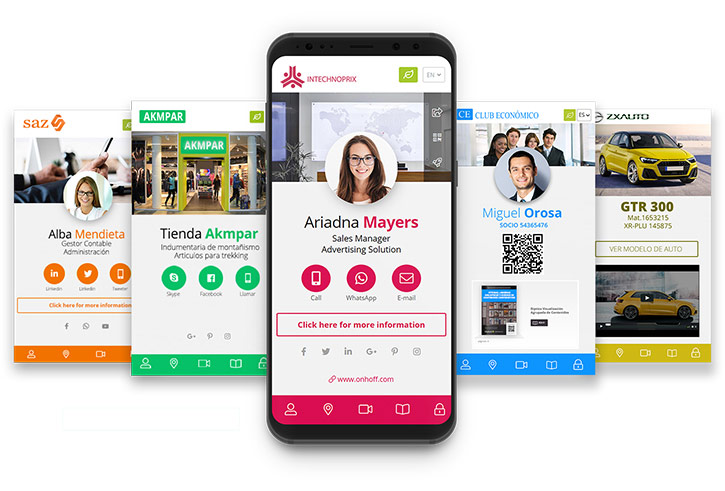 saz
Alba Mendieta
Gestor Contable
Administración
Linkedin
Linkedin
Tweeter
Click here for more information
AKMPAR
AKMPAR
Tienda Akmpar
Indumentaria de montañismo
Articulos para trekking
Skype
Facebook
Llamar
INTECHNOPRIX
EN
Ariadna Mayers
Sales Manager
Advertising Solution
Call
WhatsApp
E-mail
Click here for more information
www.onhoff.com
CE CLUB ECONÓMICO
ES
Miguel Orosa
SOCIO 54365476
ZXAUTO
GTR 300
Mat.1653215
XR-PLU 145875
VER MODELO DE AUTO